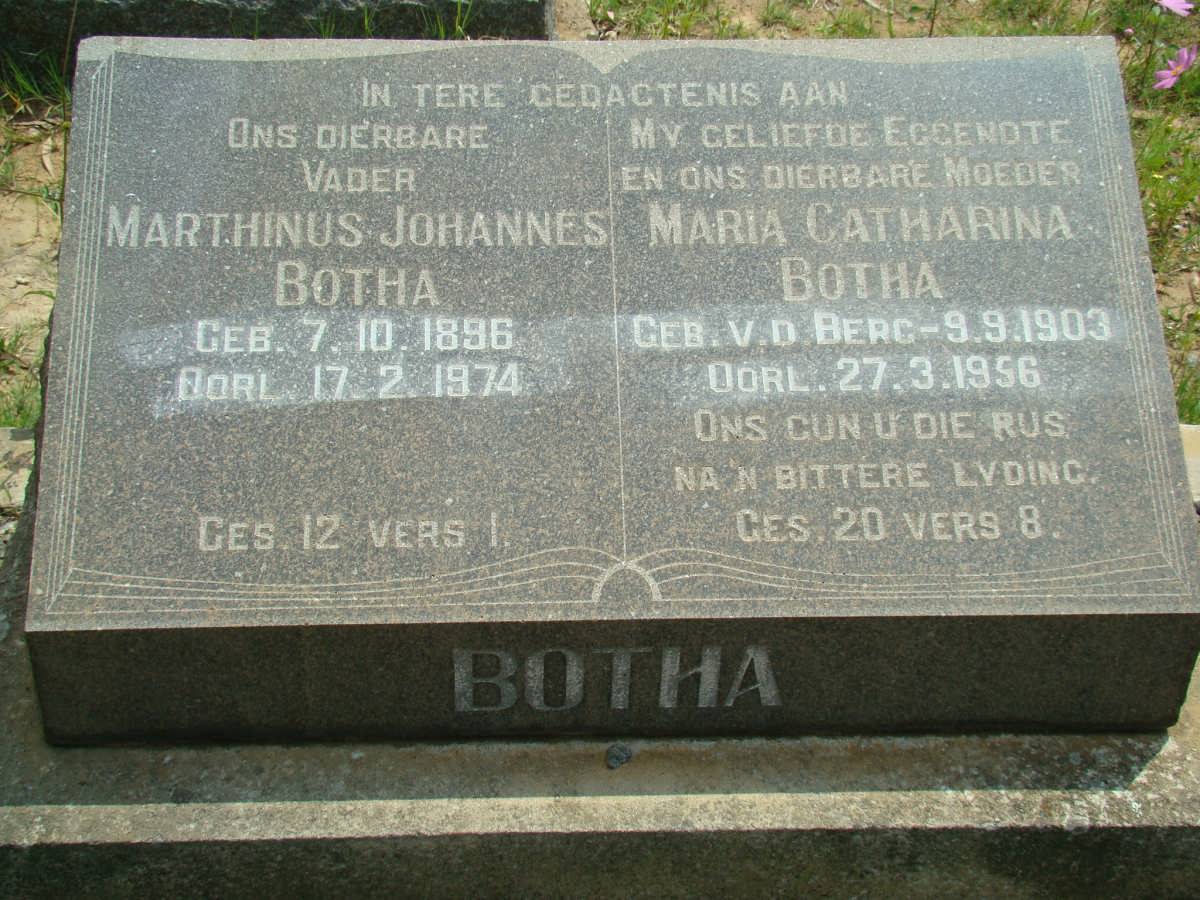 IN TERE GEDAGTENIS AAN
ONS DIERBARE
VADER
MARTHINUS JOHANNES
BOTHA
GEB. 7. 10. 1896
OORL. 17. 2. 1974
GES. 12 VERS 1.
MY GELIEFDE EGGENOTE
EN ONS DIERBARE MOEDER
MARIA CATHARINA
BOTHA
GEB. V.D. BERG-9.9.1903
OORL. 27.3.1956
ONS GUN U DIE RUS
NA 'N BITTERE LYDING.
GES. 20 VERS 8.
BOTHA